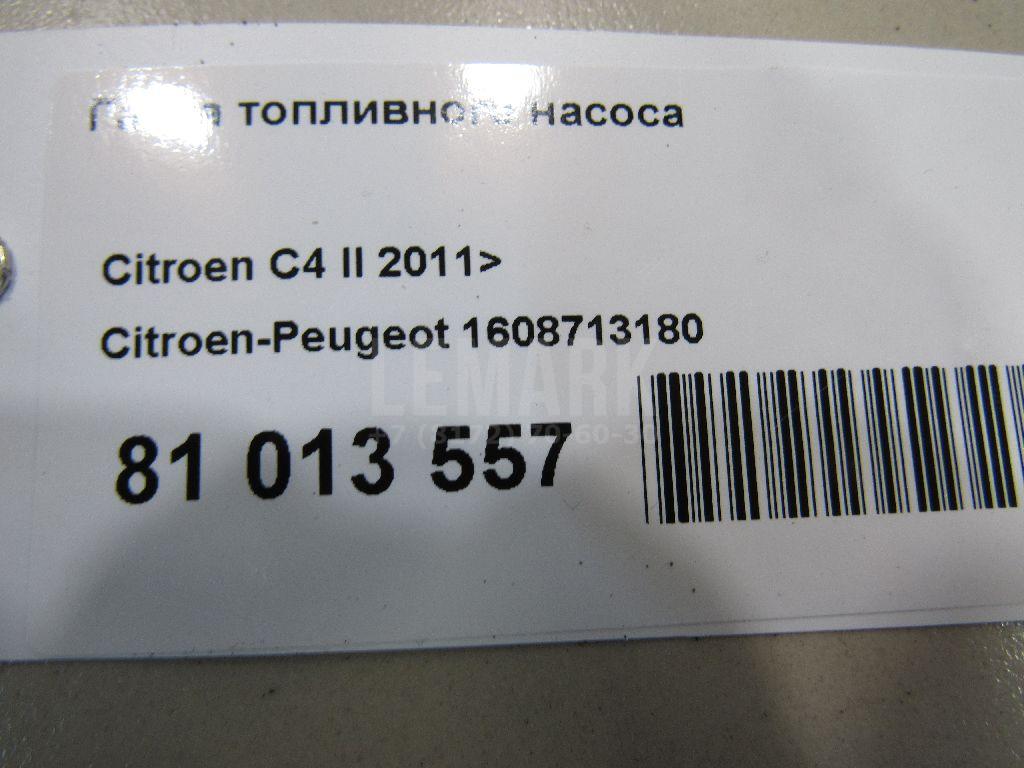 топливного насоса
Citroen C4 II 2011>
Citroen-Peugeot 1608713180
LEMARK
81 013 557